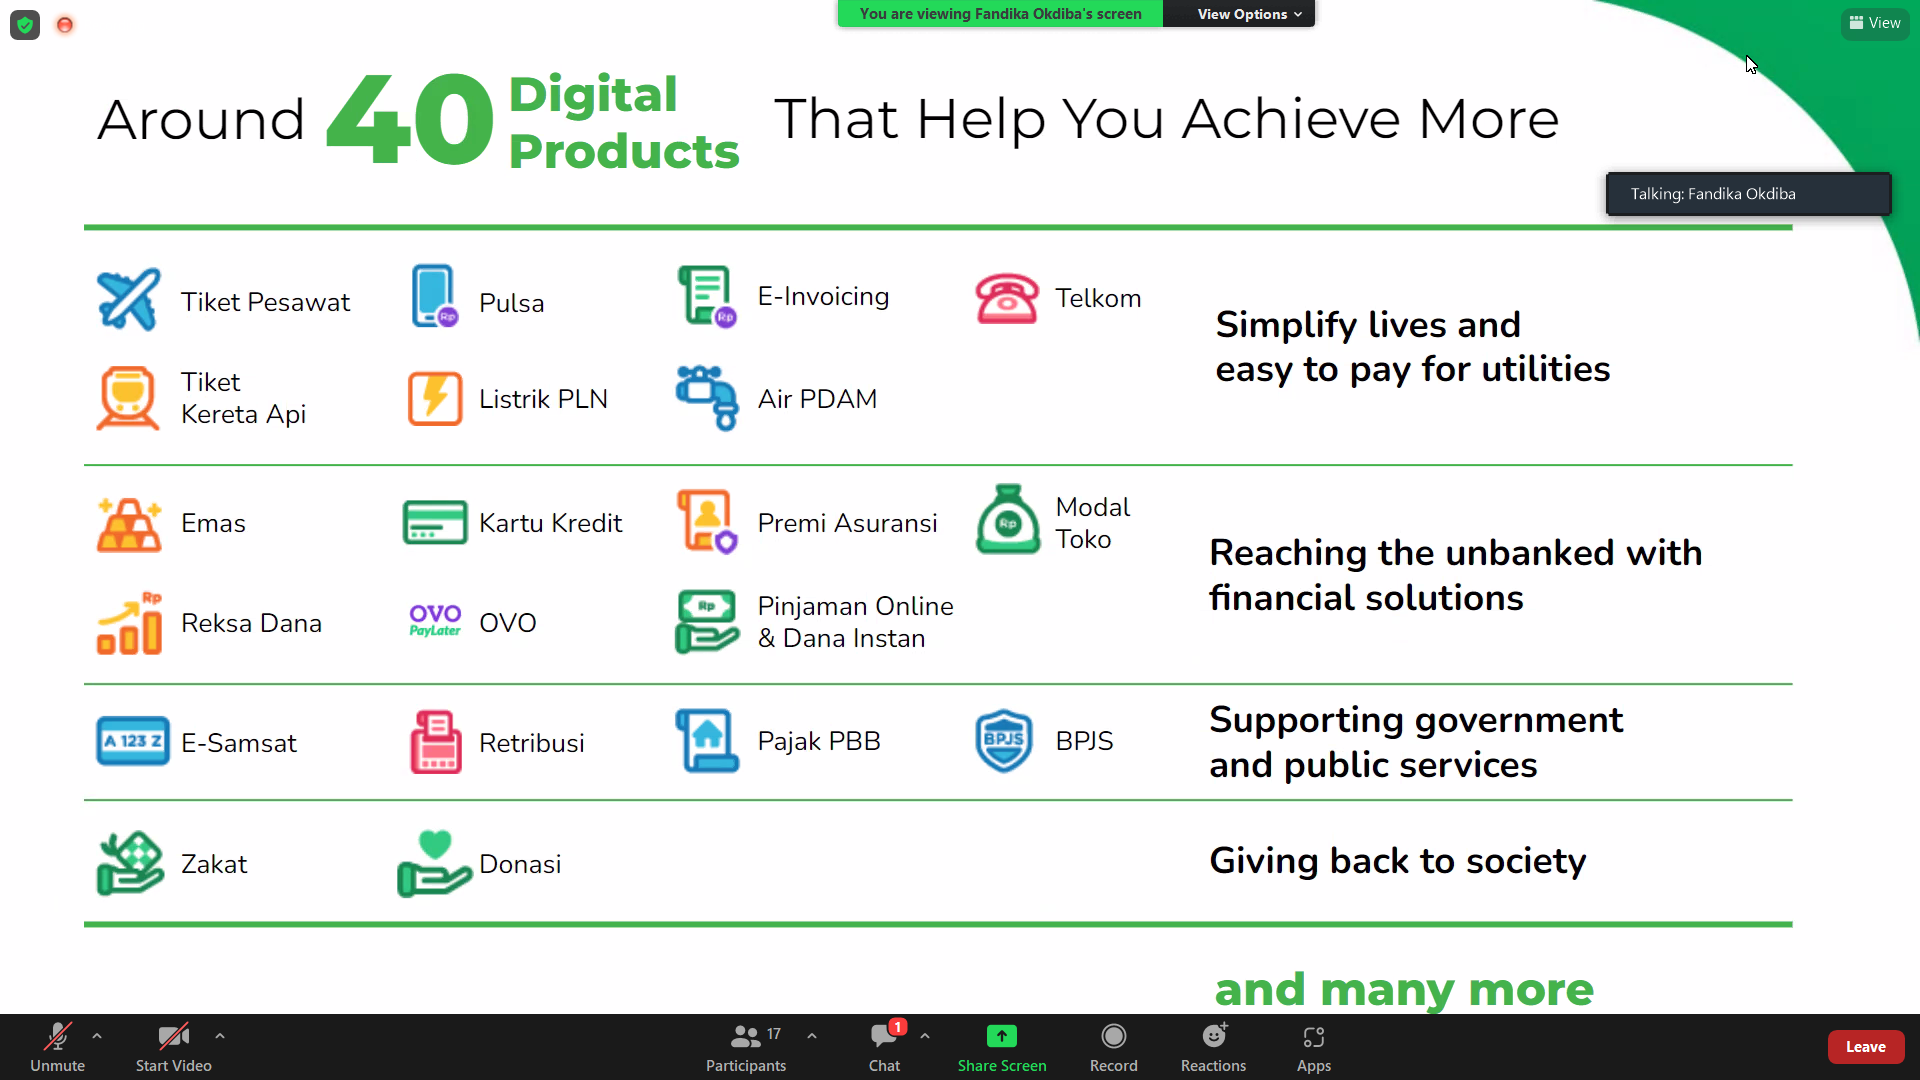 You are viewing Fandika Okdiba's screen
View Options
View
Around 40 Digital Products That Help You Achieve More
Talking: Fandika Okdiba
Tiket Pesawat
Rp
Pulsa
Rp
E-Invoicing
Telkom
Tiket
Kereta Api
Listrik PLN
Air PDAM
Simplify lives and
easy to pay for utilities
Emas
Kartu Kredit
Premi Asuransi
Rp
Modal
Toko
Rp
Reksa Dana
OVO
PayLater
OVO
Rp
Pinjaman Online
& Dana Instan
Reaching the unbanked with
financial solutions
A 123 Z
E-Samsat
Retribusi
Pajak PBB
BPJS
BPJS
Supporting government
and public services
Zakat
Donasi
Giving back to society
and many more
Unmute
Start Video
17
Participants
1
Chat
Share Screen
Record
Reactions
Apps
Leave